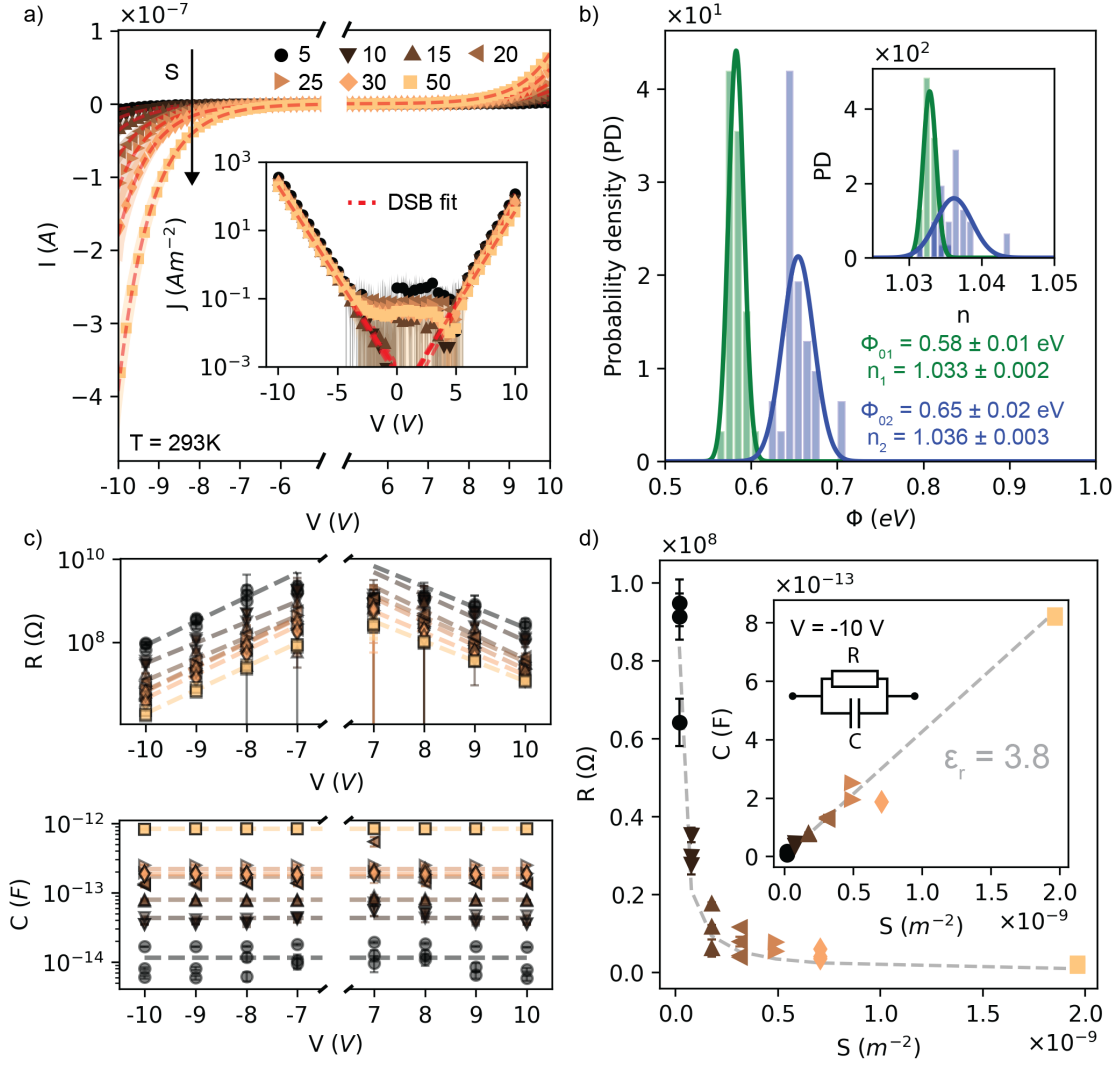 a)
×10⁻⁷
1
0
−1
−2
−3
−4
I (A)
S
5 10 15 20
25 30 50
T = 293K
-10 -9 -8 -7 -6 6 7 8 9 10
V (V)
10³
10¹
10⁻¹
10⁻³
J (Am⁻²)
DSB fit
−10 −5 0 5 10
V (V)
b)
×10¹
4
3
2
1
0
Probability density (PD)
0.5 0.6 0.7 0.8 0.9 1.0
Φ (eV)
×10²
4
2
0
PD
1.03 1.04 1.05
n
Φ₀₁ = 0.58 ± 0.01 eV
n₁ = 1.033 ± 0.002
Φ₀₂ = 0.65 ± 0.02 eV
n₂ = 1.036 ± 0.003
c)
10¹⁰
10⁸
R (Ω)
-10 -9 -8 -7 7 8 9 10
V (V)
10⁻¹²
10⁻¹³
10⁻¹⁴
C (F)
-10 -9 -8 -7 7 8 9 10
V (V)
d)
×10⁸
1.0
0.8
0.6
0.4
0.2
0.0
R (Ω)
0.0 0.5 1.0 1.5 2.0
S (m⁻²)
×10⁻⁹
×10⁻¹³
8
6
4
2
0
C (F)
V = -10 V
R
C
εᵣ = 3.8
0.0 0.5 1.0 1.5 2.0
S (m⁻²)
×10⁻⁹